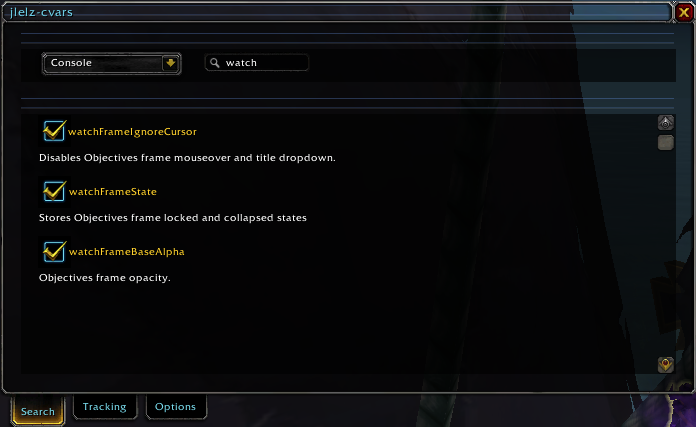 jlelz-cvars
Console
watch
watchFrameIgnoreCursor
Disables Objectives frame mouseover and title dropdown.
watchFrameState
Stores Objectives frame locked and collapsed states
watchFrameBaseAlpha
Objectives frame opacity.
Search Tracking Options